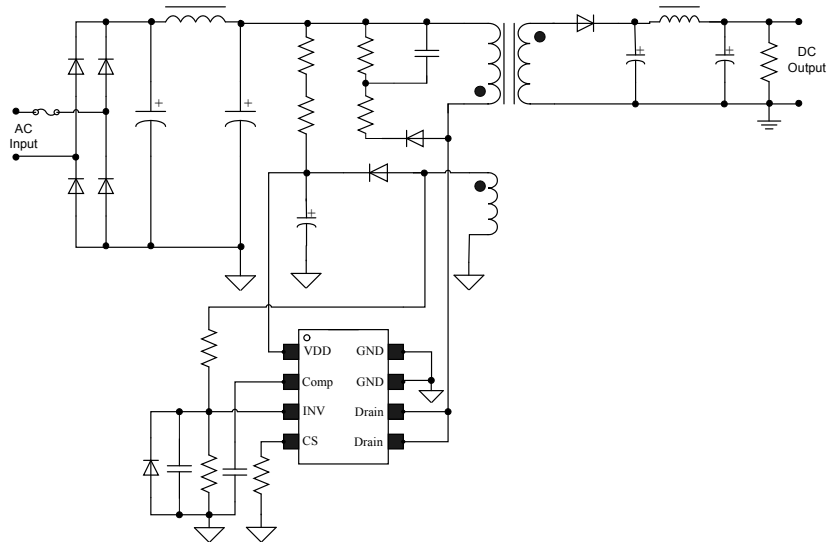 AC
Input
DC
Output
+
+
+
+
+
VDD
GND
Comp
GND
INV
Drain
CS
Drain